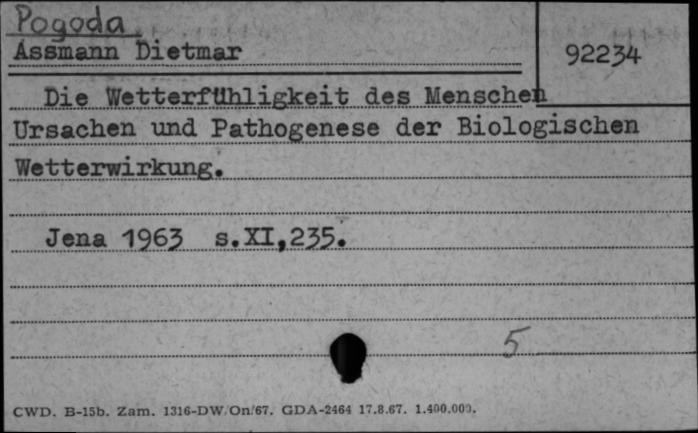 Pogoda
Assmann Dietmar
92234
Die Wetterfühligkeit des Menschen
Ursachen und Pathogenese der Biologischen
Wetterwirkung.
Jena 1963 s.XI,235.
5
CWD. B-15b. Zam. 1316-DW/On/67. GDA-2464 17.8.67. 1.400.000.